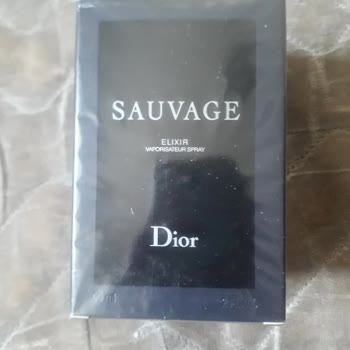 SAUVAGE
ELIXIR
VAPORISATEUR SPRAY
Dior